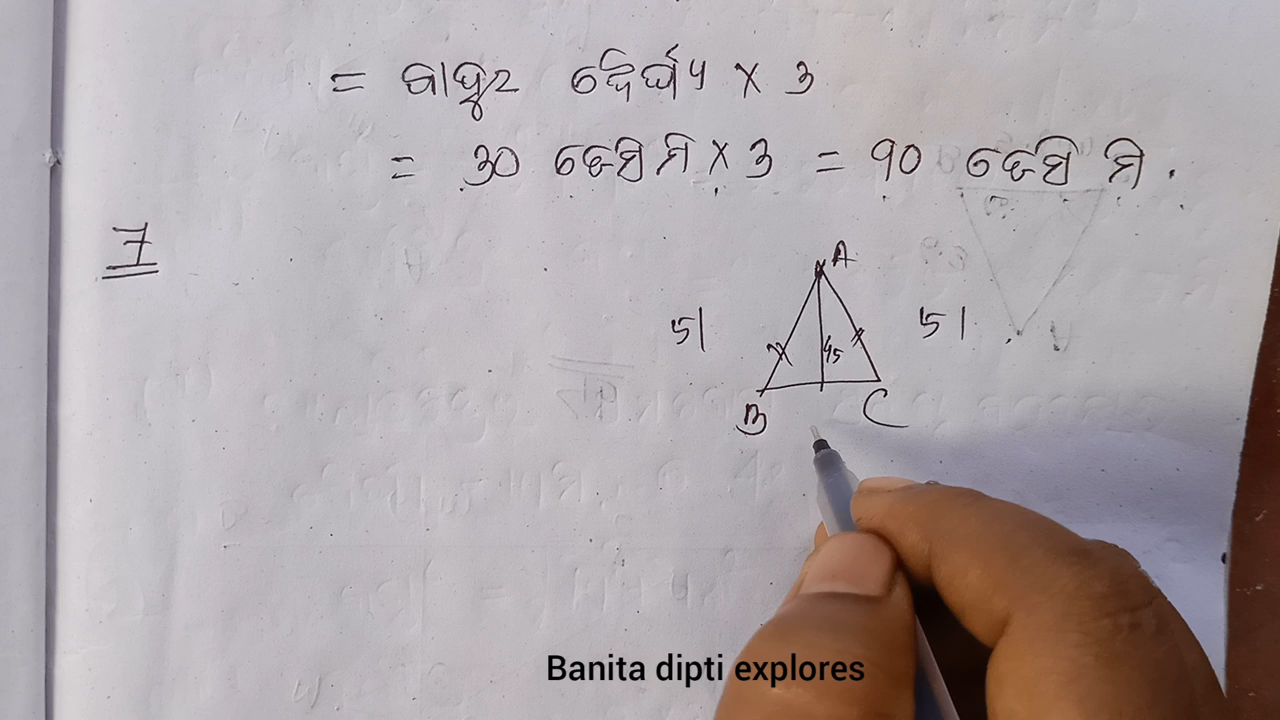 = ବାହୁର ଦୈର୍ଘ୍ୟ × 3
= 30 ଡେସି ମି × 3 = 90 ଡେସି ମି .
7
A
51 45 51
B C
Banita dipti explores